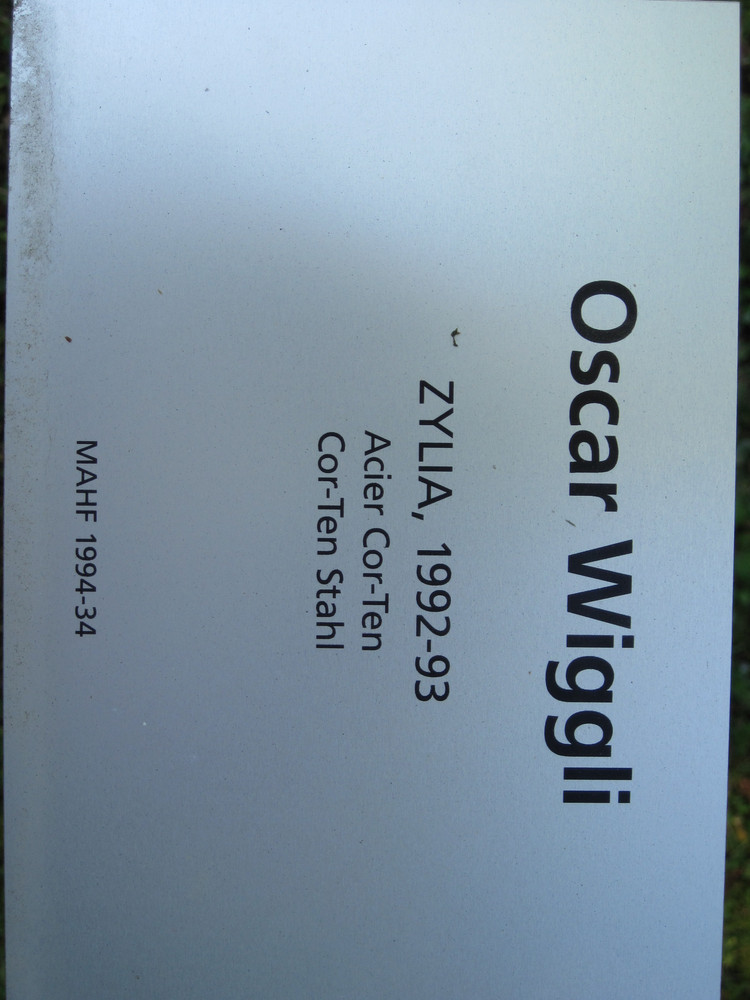 Oscar Wiggli
ZYLIA, 1992-93
Acier Cor-Ten
Cor-Ten Stahl
MAHF 1994-34